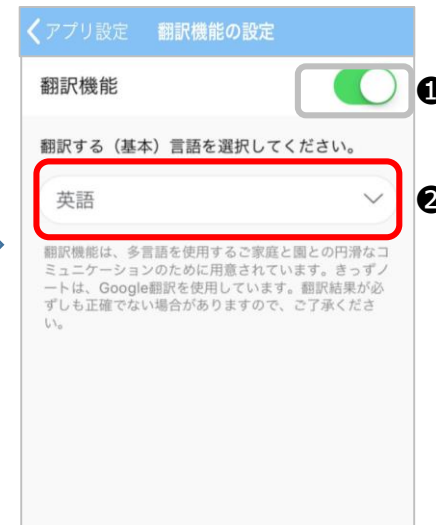 アプリ設定 翻訳機能の設定
翻訳機能
❶
翻訳する（基本）言語を選択してください。
英語
❷
翻訳機能は、多言語を使用するご家庭と園との円滑なコ
ミュニケーションのために用意されています。きっずノ
ートは、Google翻訳を使用しています。翻訳結果が必
ずしも正確でない場合がありますので、ご了承くださ
い。